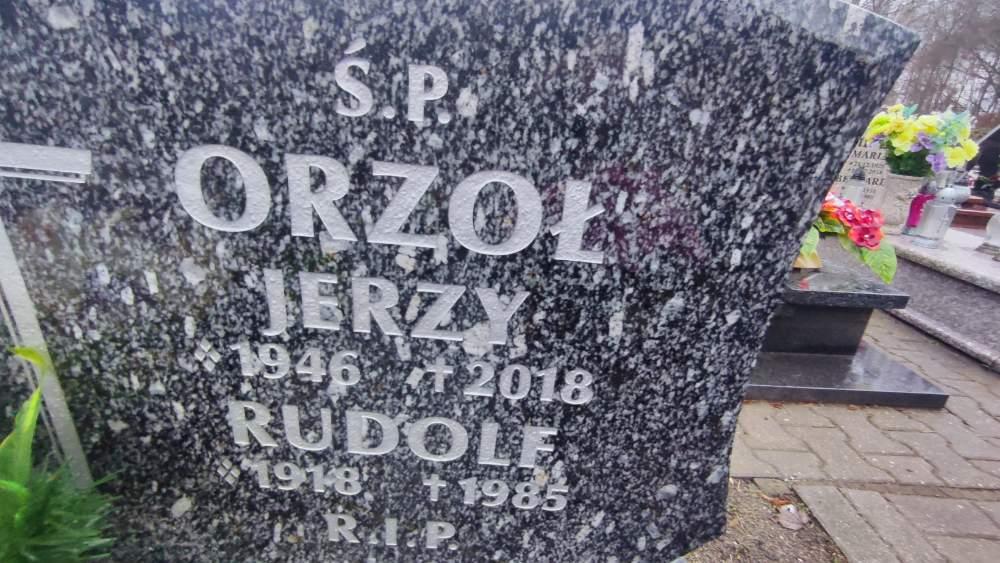 Ś.P.
ORZOŁ
JERZY
1946 † 2018
RUDOLF
1918 † 1985
R.I.P.